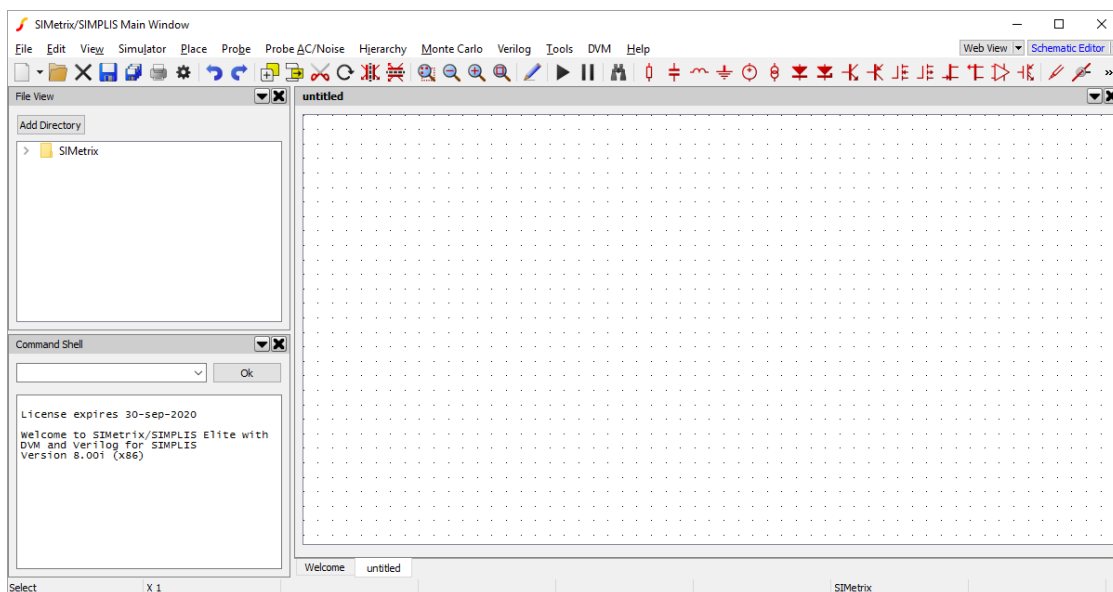 SIMetrix/SIMPLIS Main Window
File Edit View Simulator Place Probe Probe AC/Noise Hierarchy Monte Carlo Verilog Tools DVM Help Web View Schematic Editor
File View
untitled
Add Directory
SIMetrix
Command Shell
Ok
License expires 30-sep-2020
Welcome to SIMetrix/SIMPLIS Elite with
DVM and Verilog for SIMPLIS
Version 8.00i (x86)
Welcome untitled
Select X 1 SIMetrix